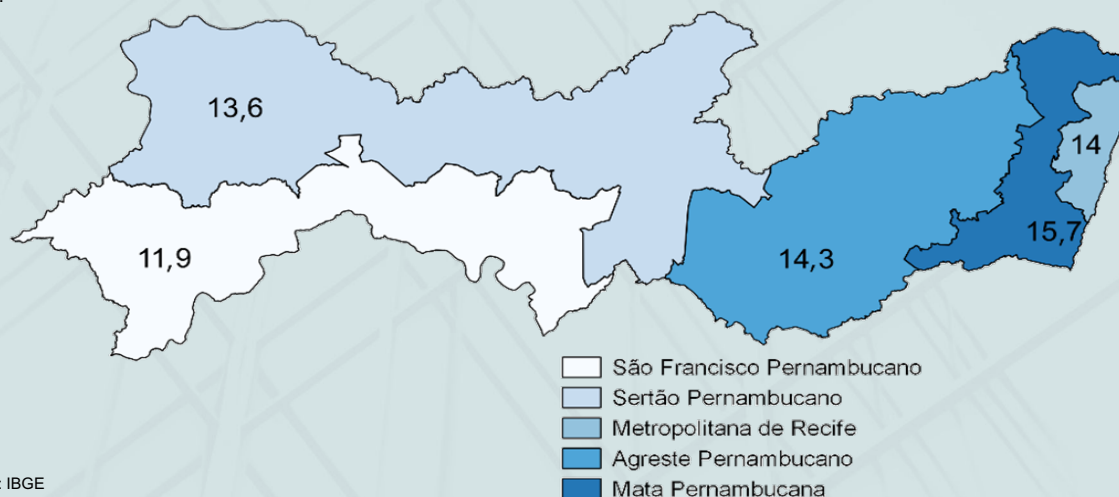 13,6
14
15,7
11,9
14,3
São Francisco Pernambucano
Sertão Pernambucano
Metropolitana de Recife
Agreste Pernambucano
Mata Pernambucana
: IBGE